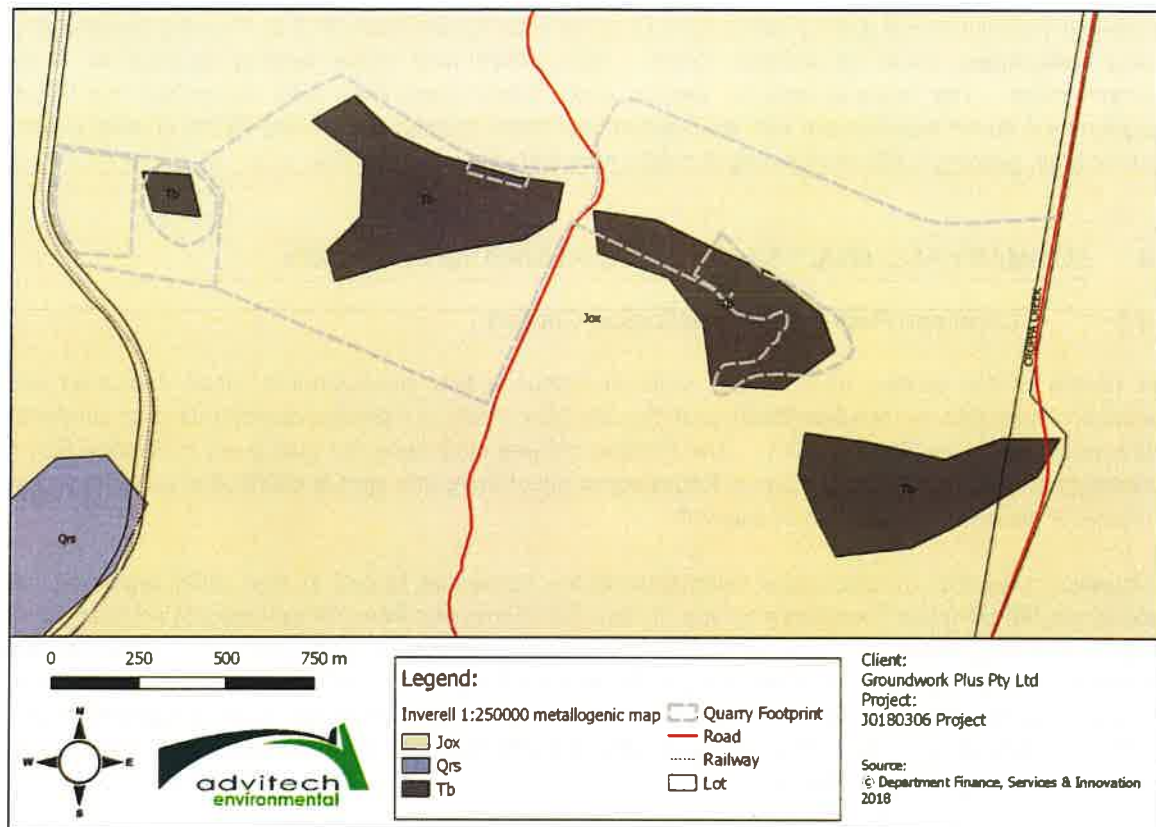 Tb
Tb
Jox
Tb
CROPPA CREEK
Tb
Qrs
0 250 500 750 m
N
W E
S
advitech
environmental
Legend:
Inverell 1:250000 metallogenic map
Jox
Qrs
Tb
Quarry Footprint
Road
Railway
Lot
Client:
Groundwork Plus Pty Ltd
Project:
J0180306 Project
Source:
© Department Finance, Services & Innovation
2018